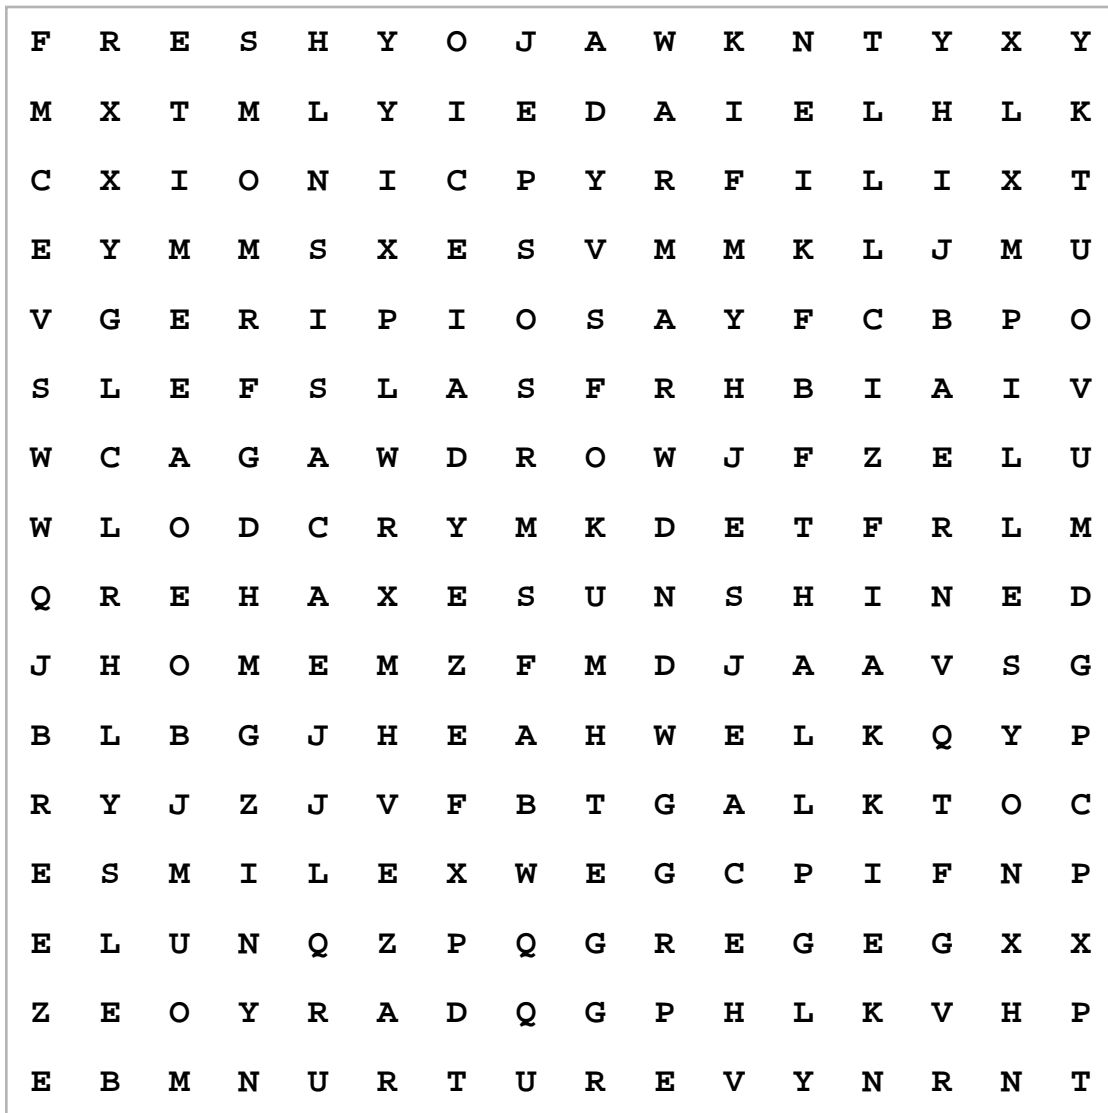 F R E S H Y O J A W K N T Y X Y
M X T M L Y I E D A I E L H L K
C X I O N I C P Y R F I L I X T
E Y M M S X E S V M M K L J M U
V G E R I P I O S A Y F C B P O
S L E F S L A S F R H B I A I V
W C A G A W D R O W J F Z E L U
W L O D C R Y M K D E T F R L M
Q R E H A X E S U N S H I N E D
J H O M E M Z F M D J A A V S G
B L B G J H E A H W E L K Q Y P
R Y J Z J V F B T G A L K T O C
E S M I L E X W E G C P I F N P
E L U N Q Z P Q G R E G E G X X
Z E O Y R A D Q G P H L K V H P
E B M N U R T U R E V Y N R N T